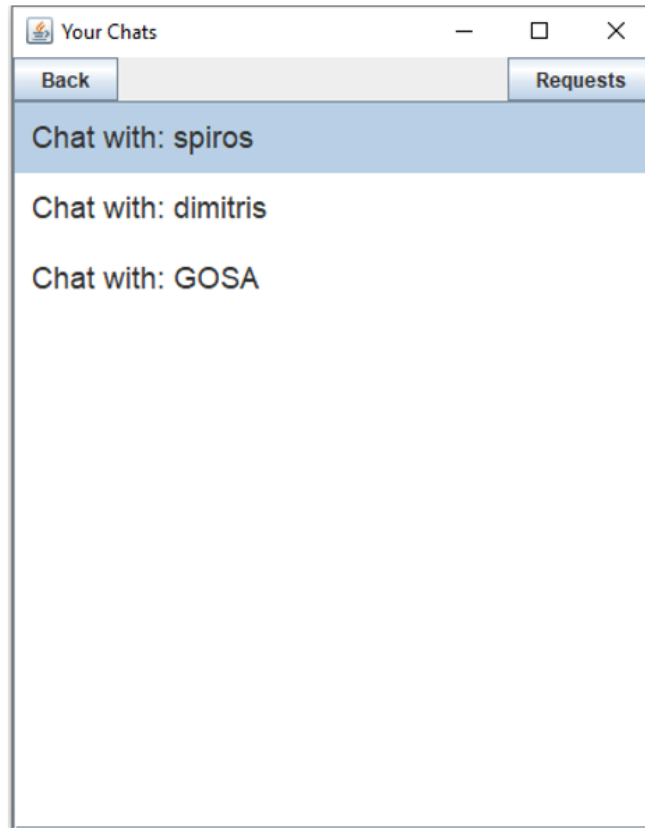 Your Chats
Back Requests
Chat with: spiros
Chat with: dimitris
Chat with: GOSA